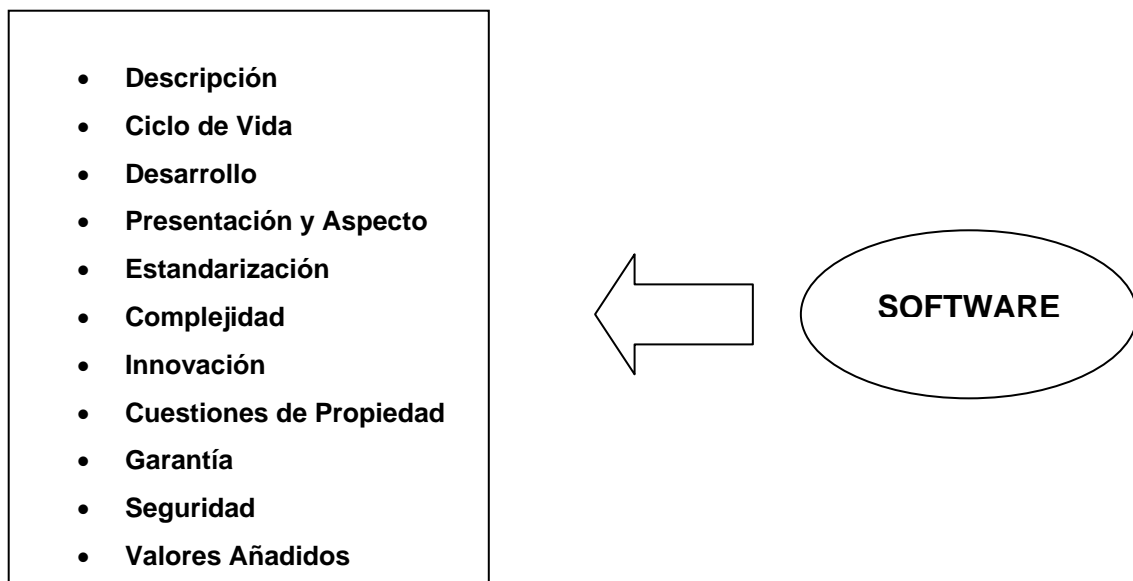 • Descripción
• Ciclo de Vida
• Desarrollo
• Presentación y Aspecto
• Estandarización
• Complejidad
• Innovación
• Cuestiones de Propiedad
• Garantía
• Seguridad
• Valores Añadidos
SOFTWARE